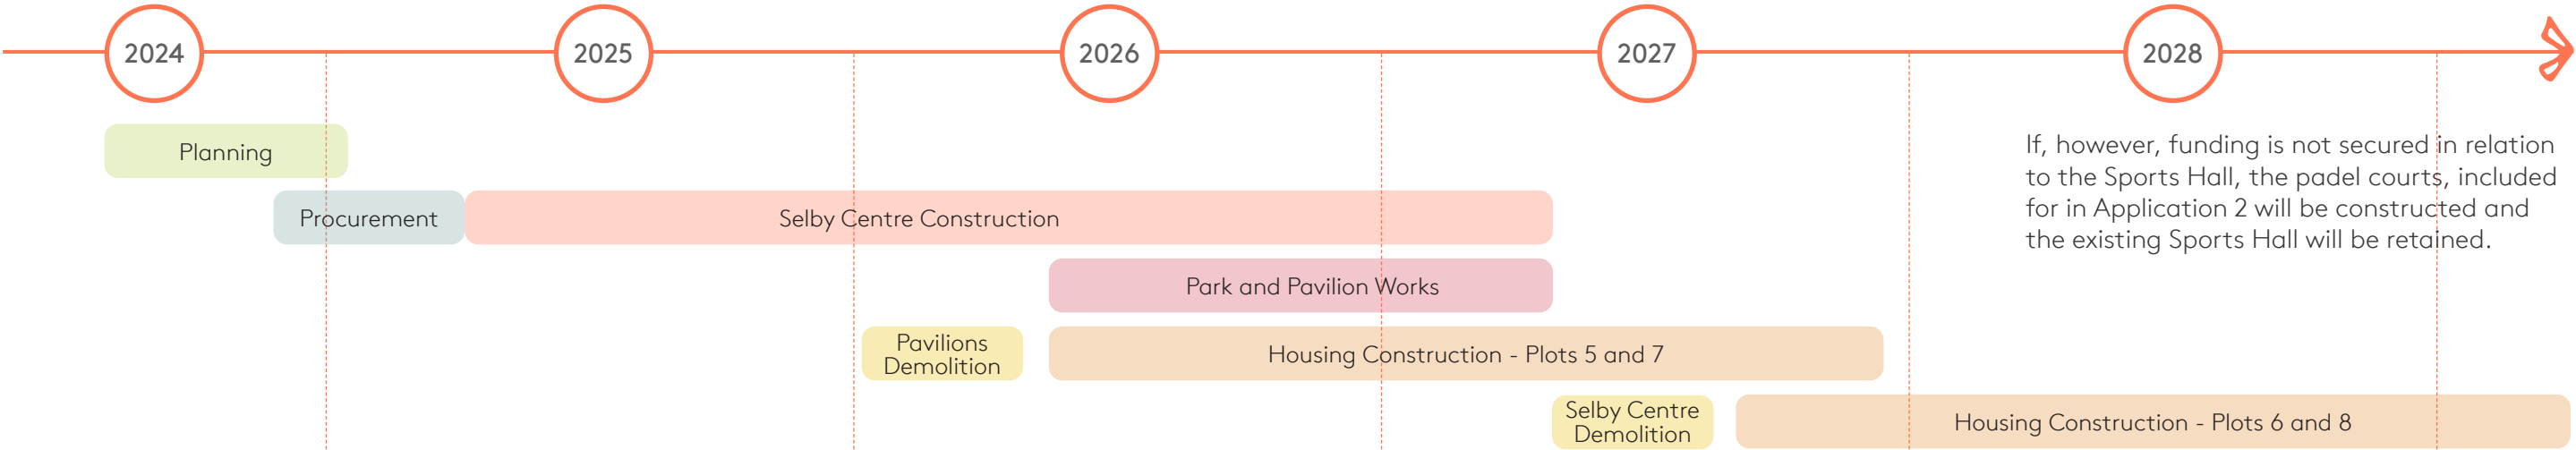 2024
2025
2026
2027
2028
Planning
If, however, funding is not secured in relation
to the Sports Hall, the padel courts, included
for in Application 2 will be constructed and
the existing Sports Hall will be retained.
Procurement
Selby Centre Construction
Park and Pavilion Works
Pavilions
Demolition
Housing Construction - Plots 5 and 7
Selby Centre
Demolition
Housing Construction - Plots 6 and 8